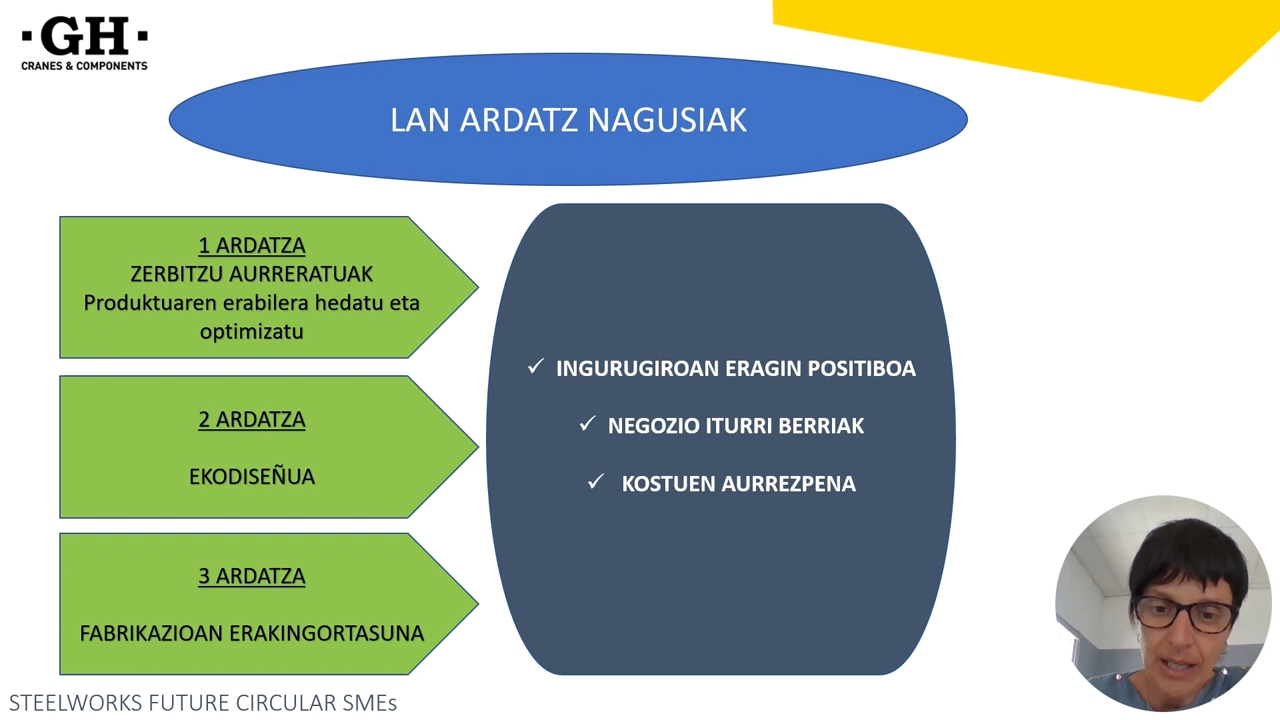 ·GH·
CRANES & COMPONENTS
LAN ARDATZ NAGUSIAK
1 ARDATZA
ZERBITZU AURRERATUAK
Produktuaren erabilera hedatu eta
optimizatu
2 ARDATZA
EKODISEÑUA
3 ARDATZA
FABRIKAZIOAN ERAKINGORTASUNA
✓ INGURUGIROAN ERAGIN POSITIBOA
✓ NEGOZIO ITURRI BERRIAK
✓ KOSTUEN AURREZPENA
STEELWORKS FUTURE CIRCULAR SMEs